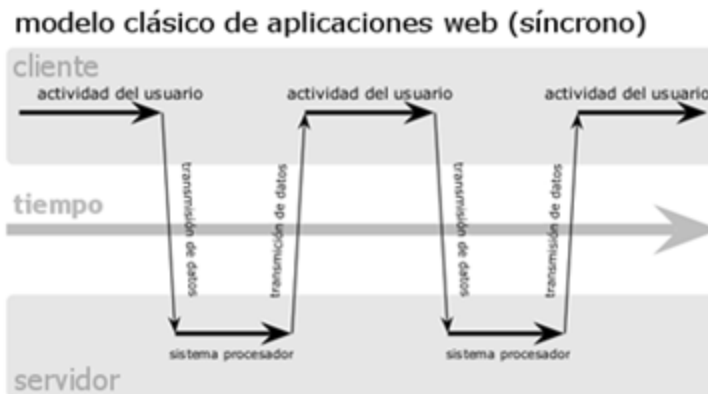 modelo clásico de aplicaciones web (síncrono)
cliente
actividad del usuario
actividad del usuario
actividad del usuario
transmisión de datos
transmición de datos
transmisión de datos
transmisión de datos
tiempo
sistema procesador
sistema procesador
servidor